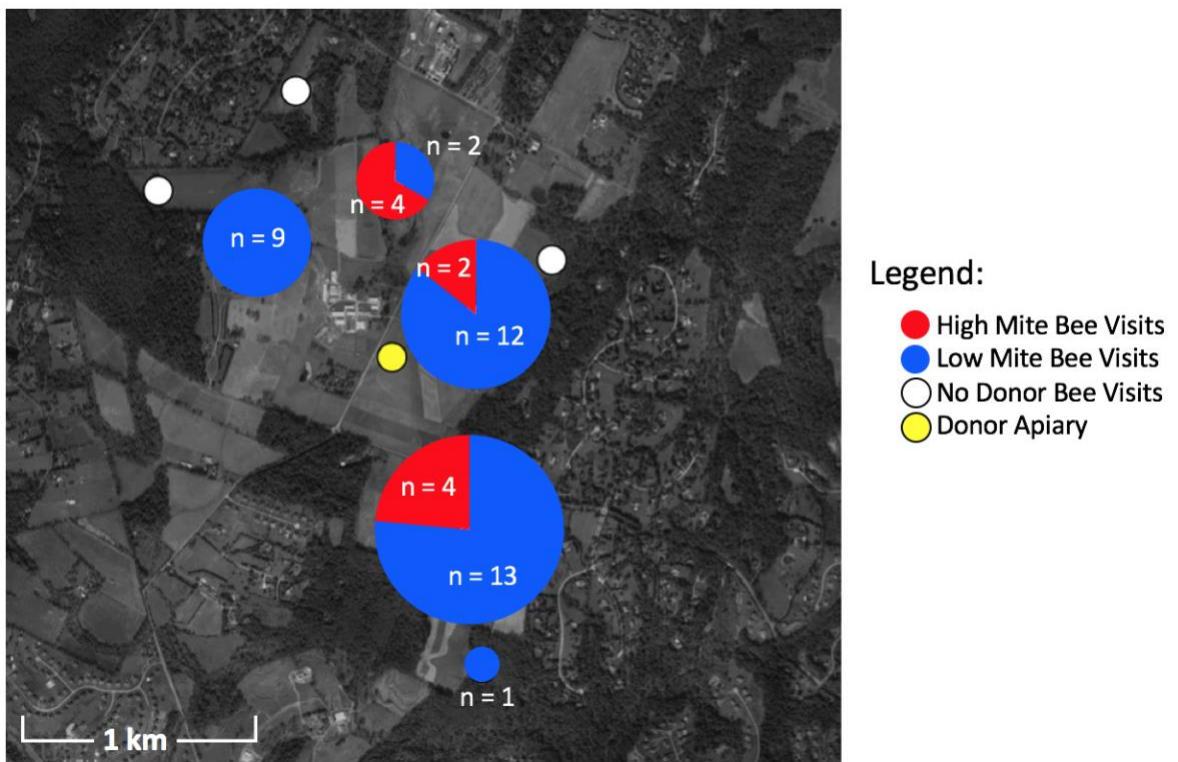 n = 2
n = 4
n = 9
n = 2
n = 12
n = 4
n = 13
n = 1
1 km
Legend:
High Mite Bee Visits
Low Mite Bee Visits
No Donor Bee Visits
Donor Apiary